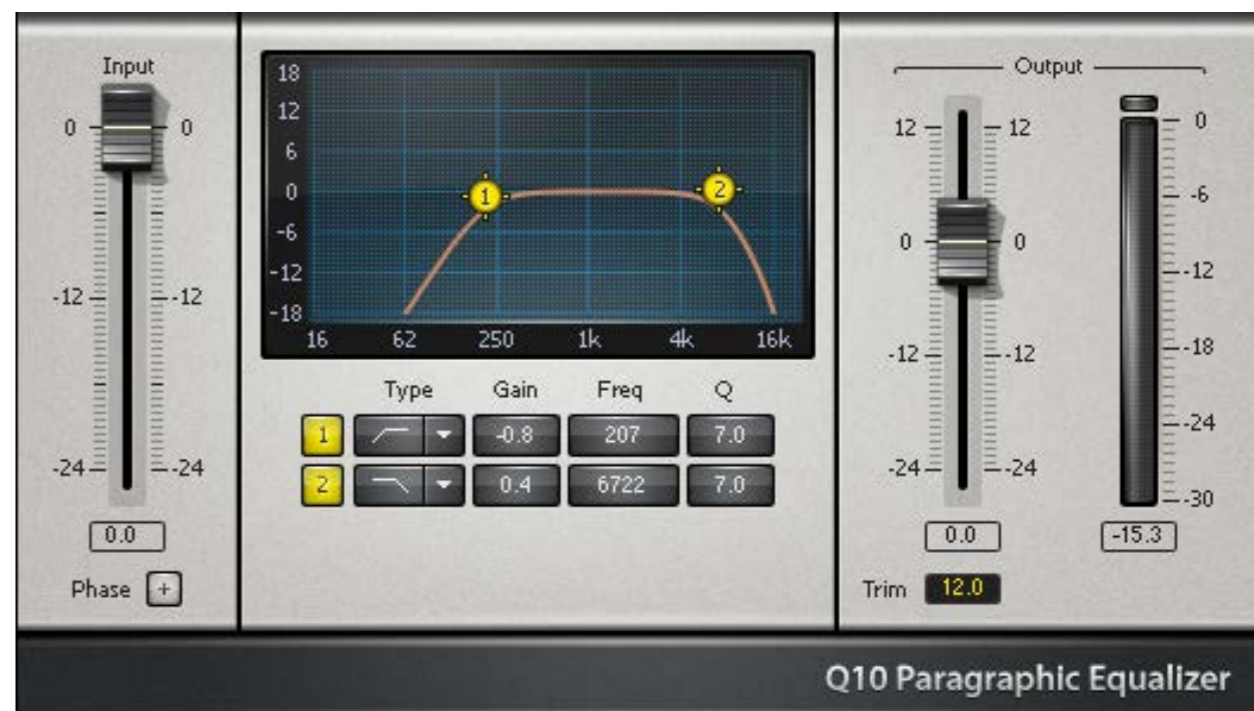 Input
0 0
-12 -12
-24 -24
0.0
Phase +
18
12
6
0
-6
-12
-18
16 62 250 1k 4k 16k
1
2
Type Gain Freq Q
1 -0.8 207 7.0
2 0.4 6722 7.0
Output
12 12
0 0
-12 -12
-24 -24
0.0
0
-6
-12
-18
-24
-30
-15.3
Trim 12.0
Q10 Paragraphic Equalizer